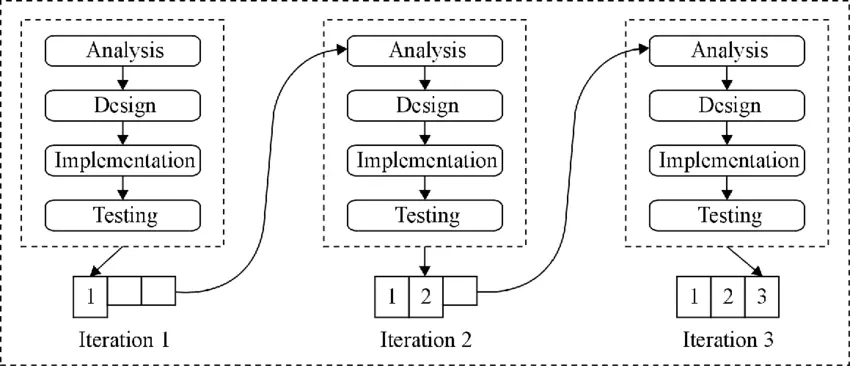 Analysis
Design
Implementation
Testing
1
Iteration 1
Analysis
Design
Implementation
Testing
1 2
Iteration 2
Analysis
Design
Implementation
Testing
1 2 3
Iteration 3